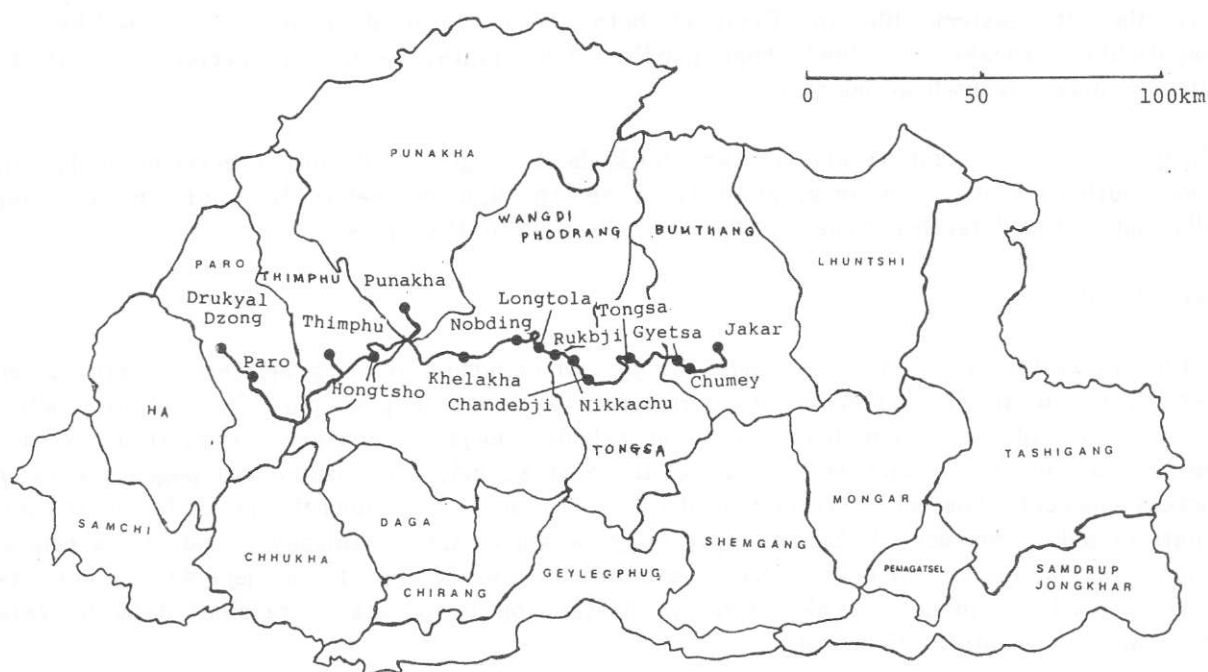 0 50 100km
PUNAKHA
WANGDI
PHODRANG
BUMTHANG
LHUNTSHI
PARO
THIMPHU
Punakha
Drukyal
Dzong
Thimphu
Longtola
Tongsa
Nobding
Rukbji
Gyetsa
Jakar
Paro
Hongtsho
Khelakha
Chumey
Chandebji
Nikkachu
HA
TONGSA
TASHIGANG
MONGAR
SAMCHI
DAGA
CHHUKHA
SHEMGANG
GEYLEGPHUG
PEMAGATSEL
SAMDRUP
JONGKHAR
CHIRANG